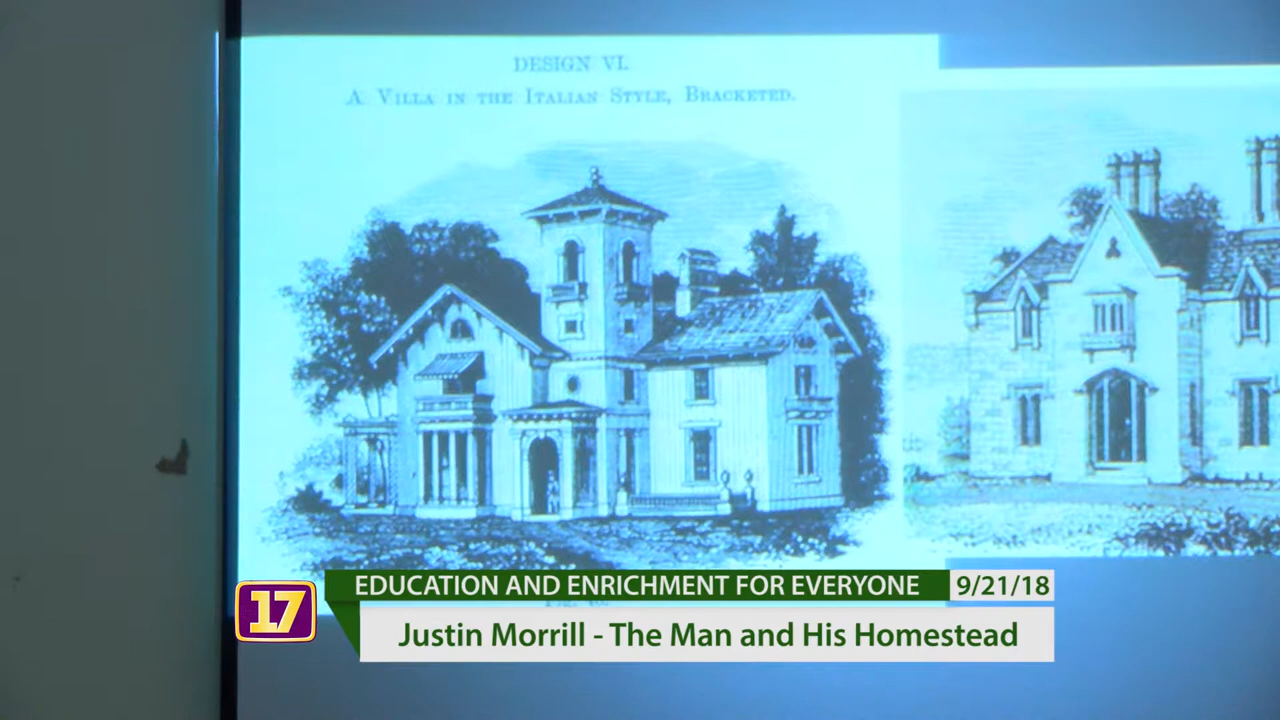 DESIGN VI.
A VILLA IN THE ITALIAN STYLE, BRACKETED.
17
EDUCATION AND ENRICHMENT FOR EVERYONE
9/21/18
Justin Morrill - The Man and His Homestead